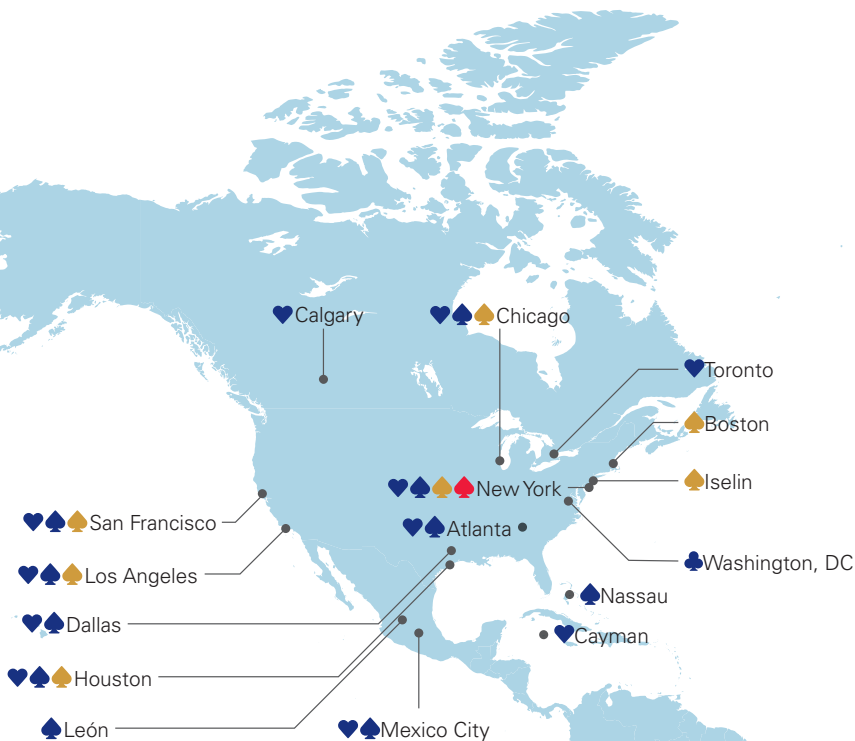 Calgary
Chicago
Toronto
Boston
New York
Iselin
San Francisco
Atlanta
Washington, DC
Los Angeles
Nassau
Dallas
Cayman
Houston
León
Mexico City